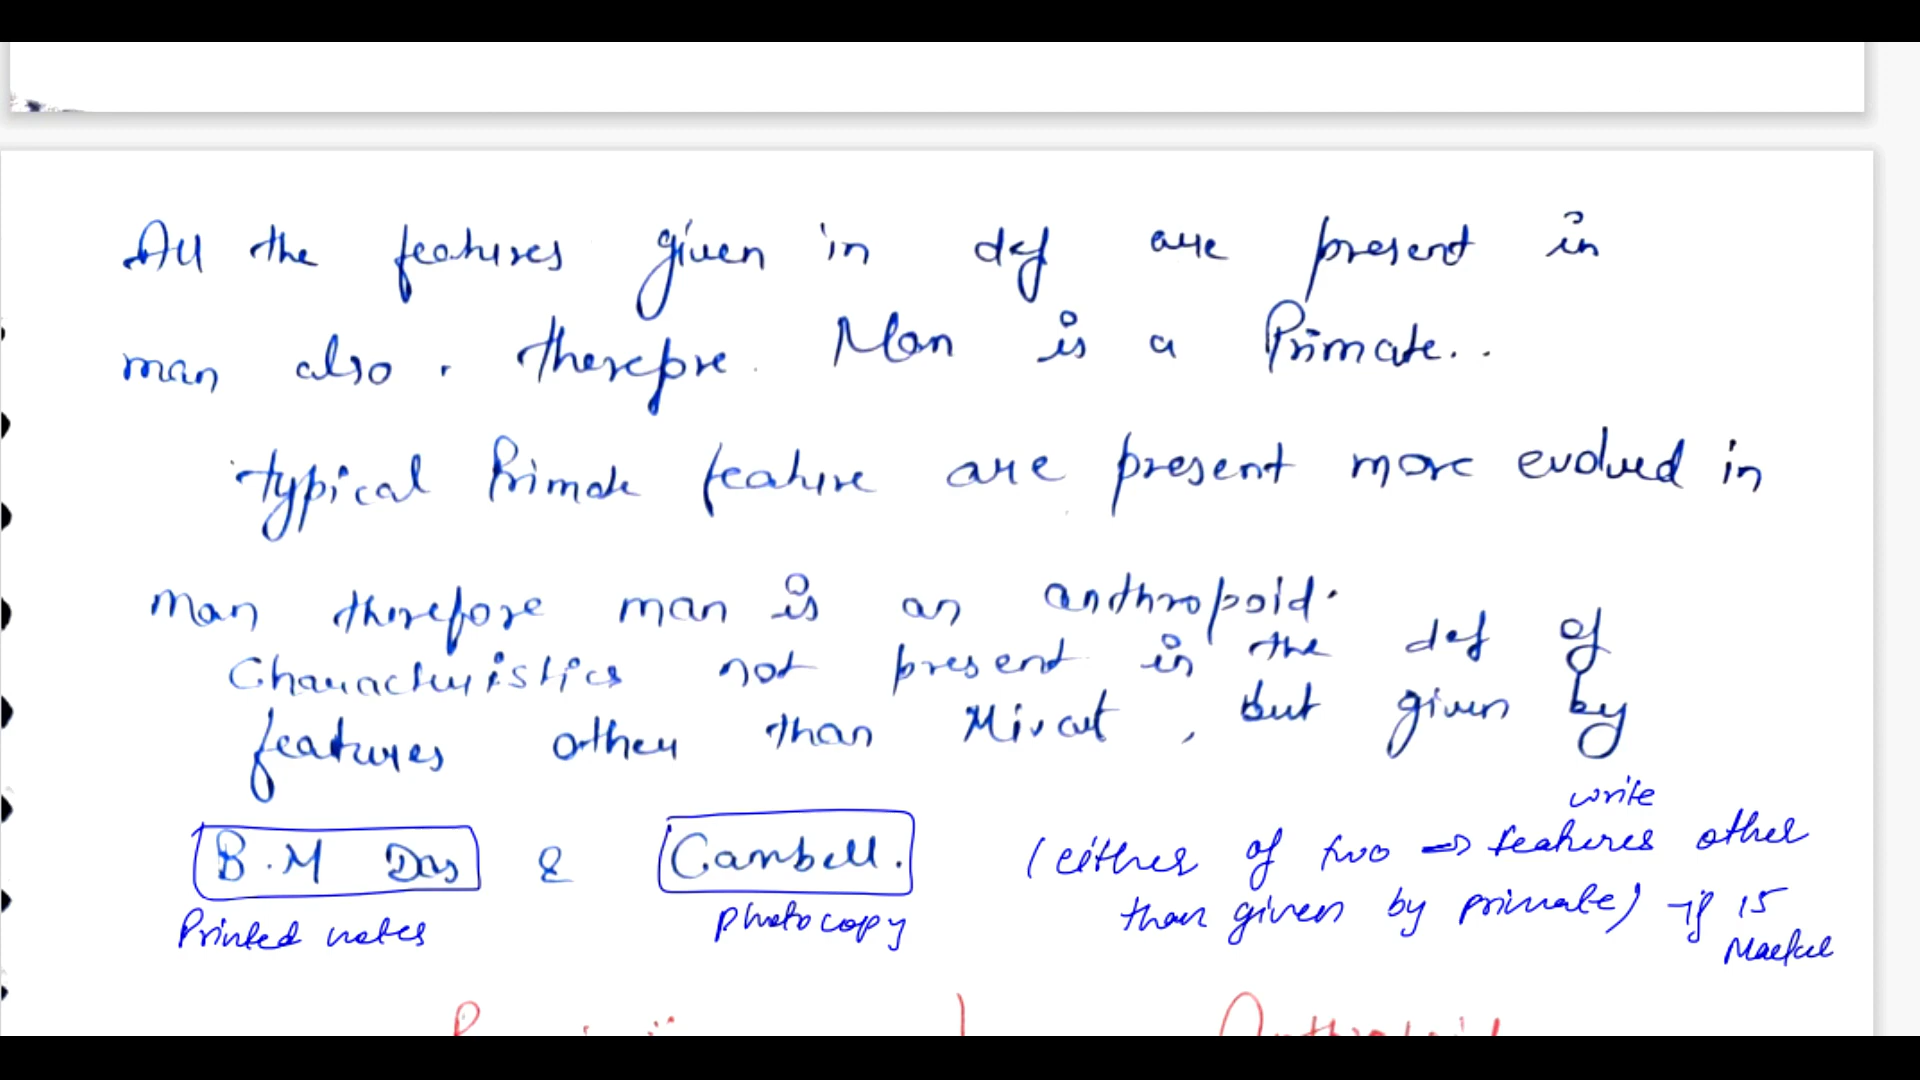 All the features given in def are present in
man also. therefore Man is a Primate..
typical Primate feature are present more evolved in
man therefore man is an anthropoid.
Characteristics not present in the def of
features other than Mivart, but given by
B.M Das & Cambell. (either of two => write features other
Printed notes photocopy than given by primate) if 15